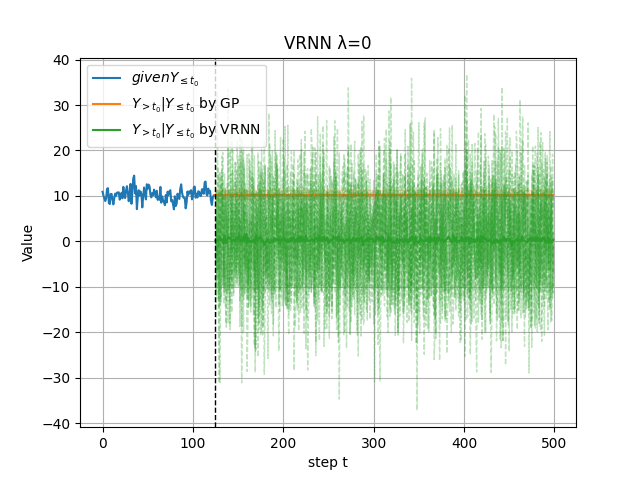 VRNN λ=0
40
30
20
10
0
−10
−20
−30
−40
Value
givenY≤t₀
Y>t₀|Y≤t₀ by GP
Y>t₀|Y≤t₀ by VRNN
0 100 200 300 400 500
step t